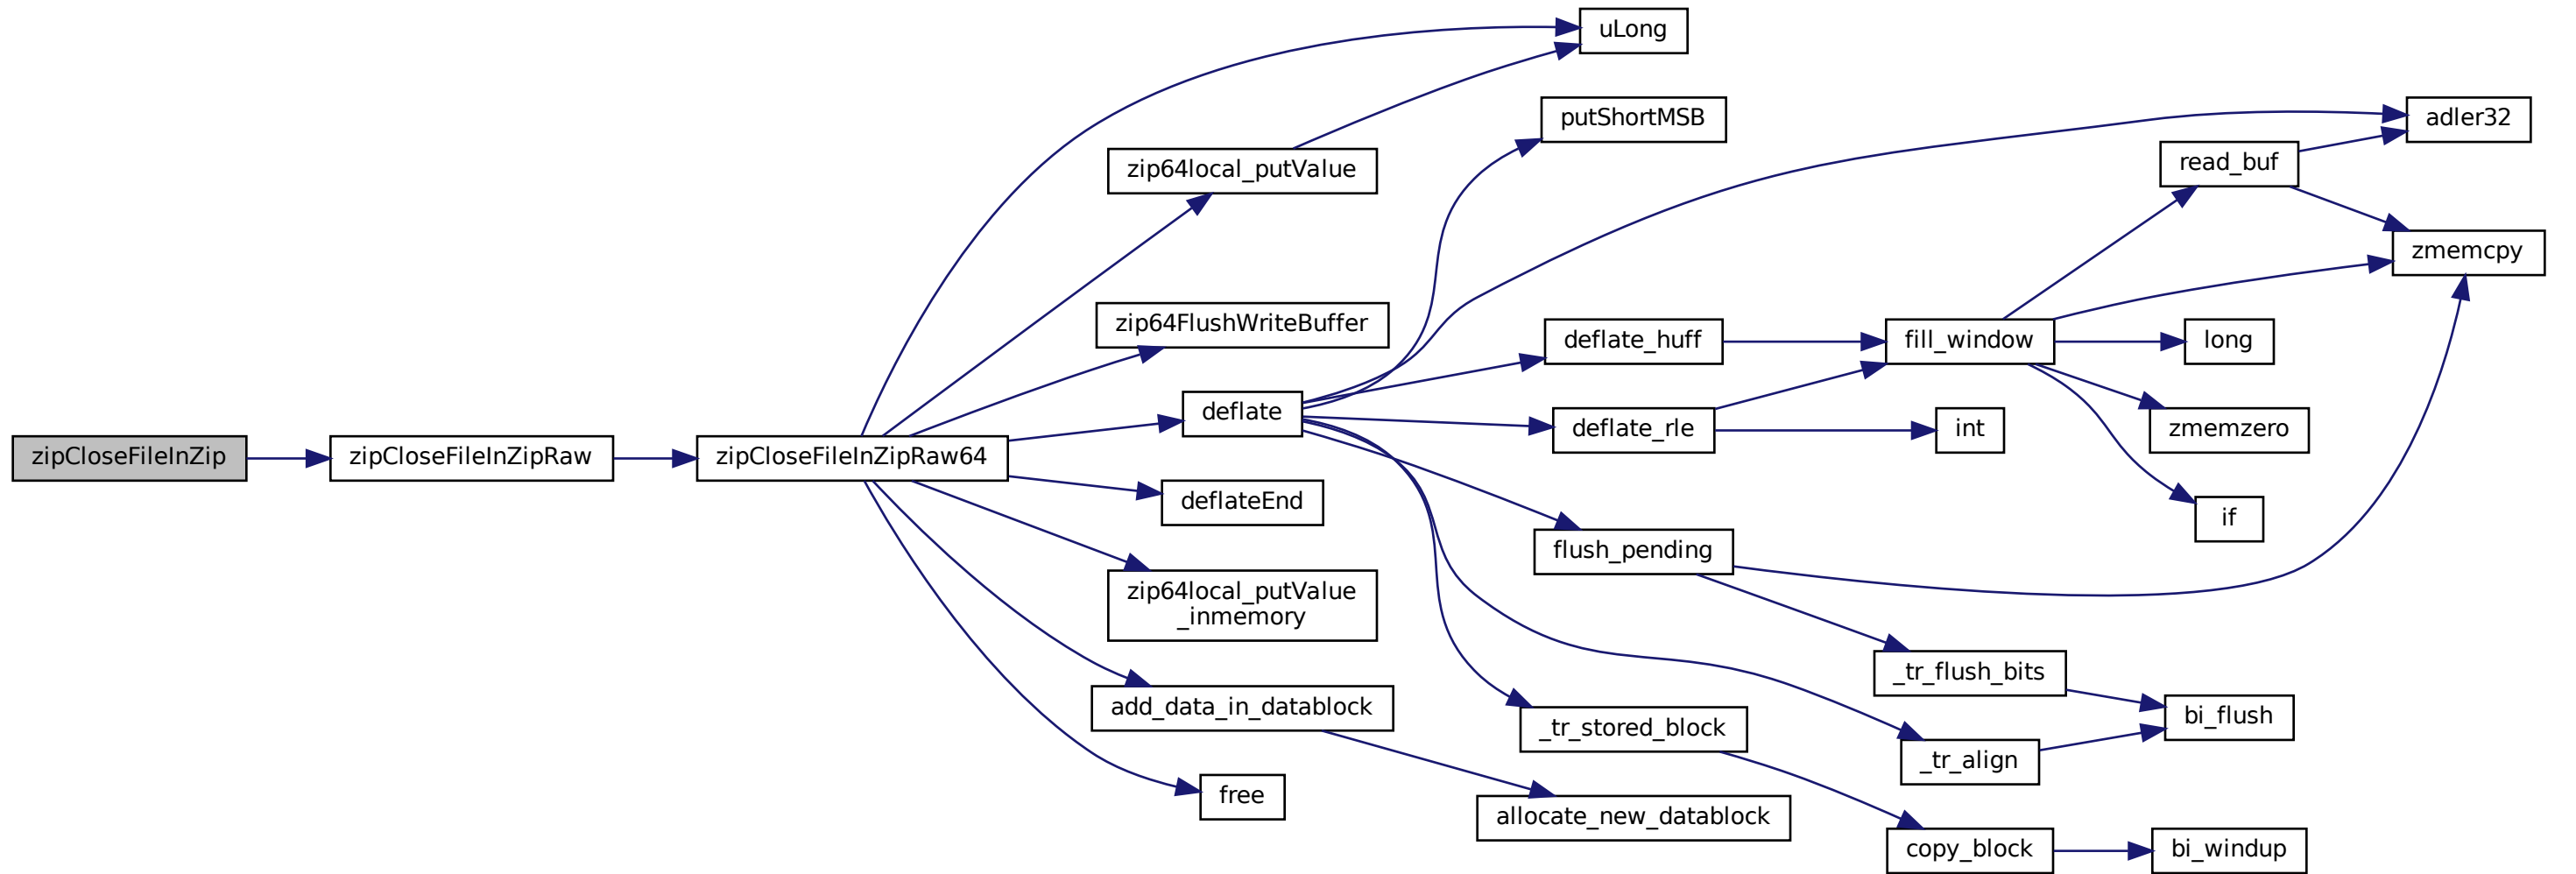 zipCloseFileInZip
zipCloseFileInZipRaw
zipCloseFileInZipRaw64
uLong
zip64local_putValue
zip64FlushWriteBuffer
deflate
deflateEnd
zip64local_putValue
_inmemory
add_data_in_datablock
free
putShortMSB
deflate_huff
deflate_rle
flush_pending
_tr_stored_block
allocate_new_datablock
fill_window
int
_tr_flush_bits
_tr_align
copy_block
adler32
read_buf
zmemcpy
long
zmemzero
if
bi_flush
bi_windup